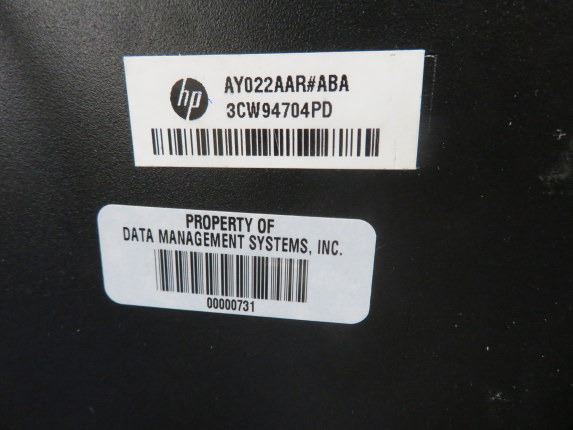 hp
AY022AAR#ABA
3CW94704PD
PROPERTY OF
DATA MANAGEMENT SYSTEMS, INC.
00000731